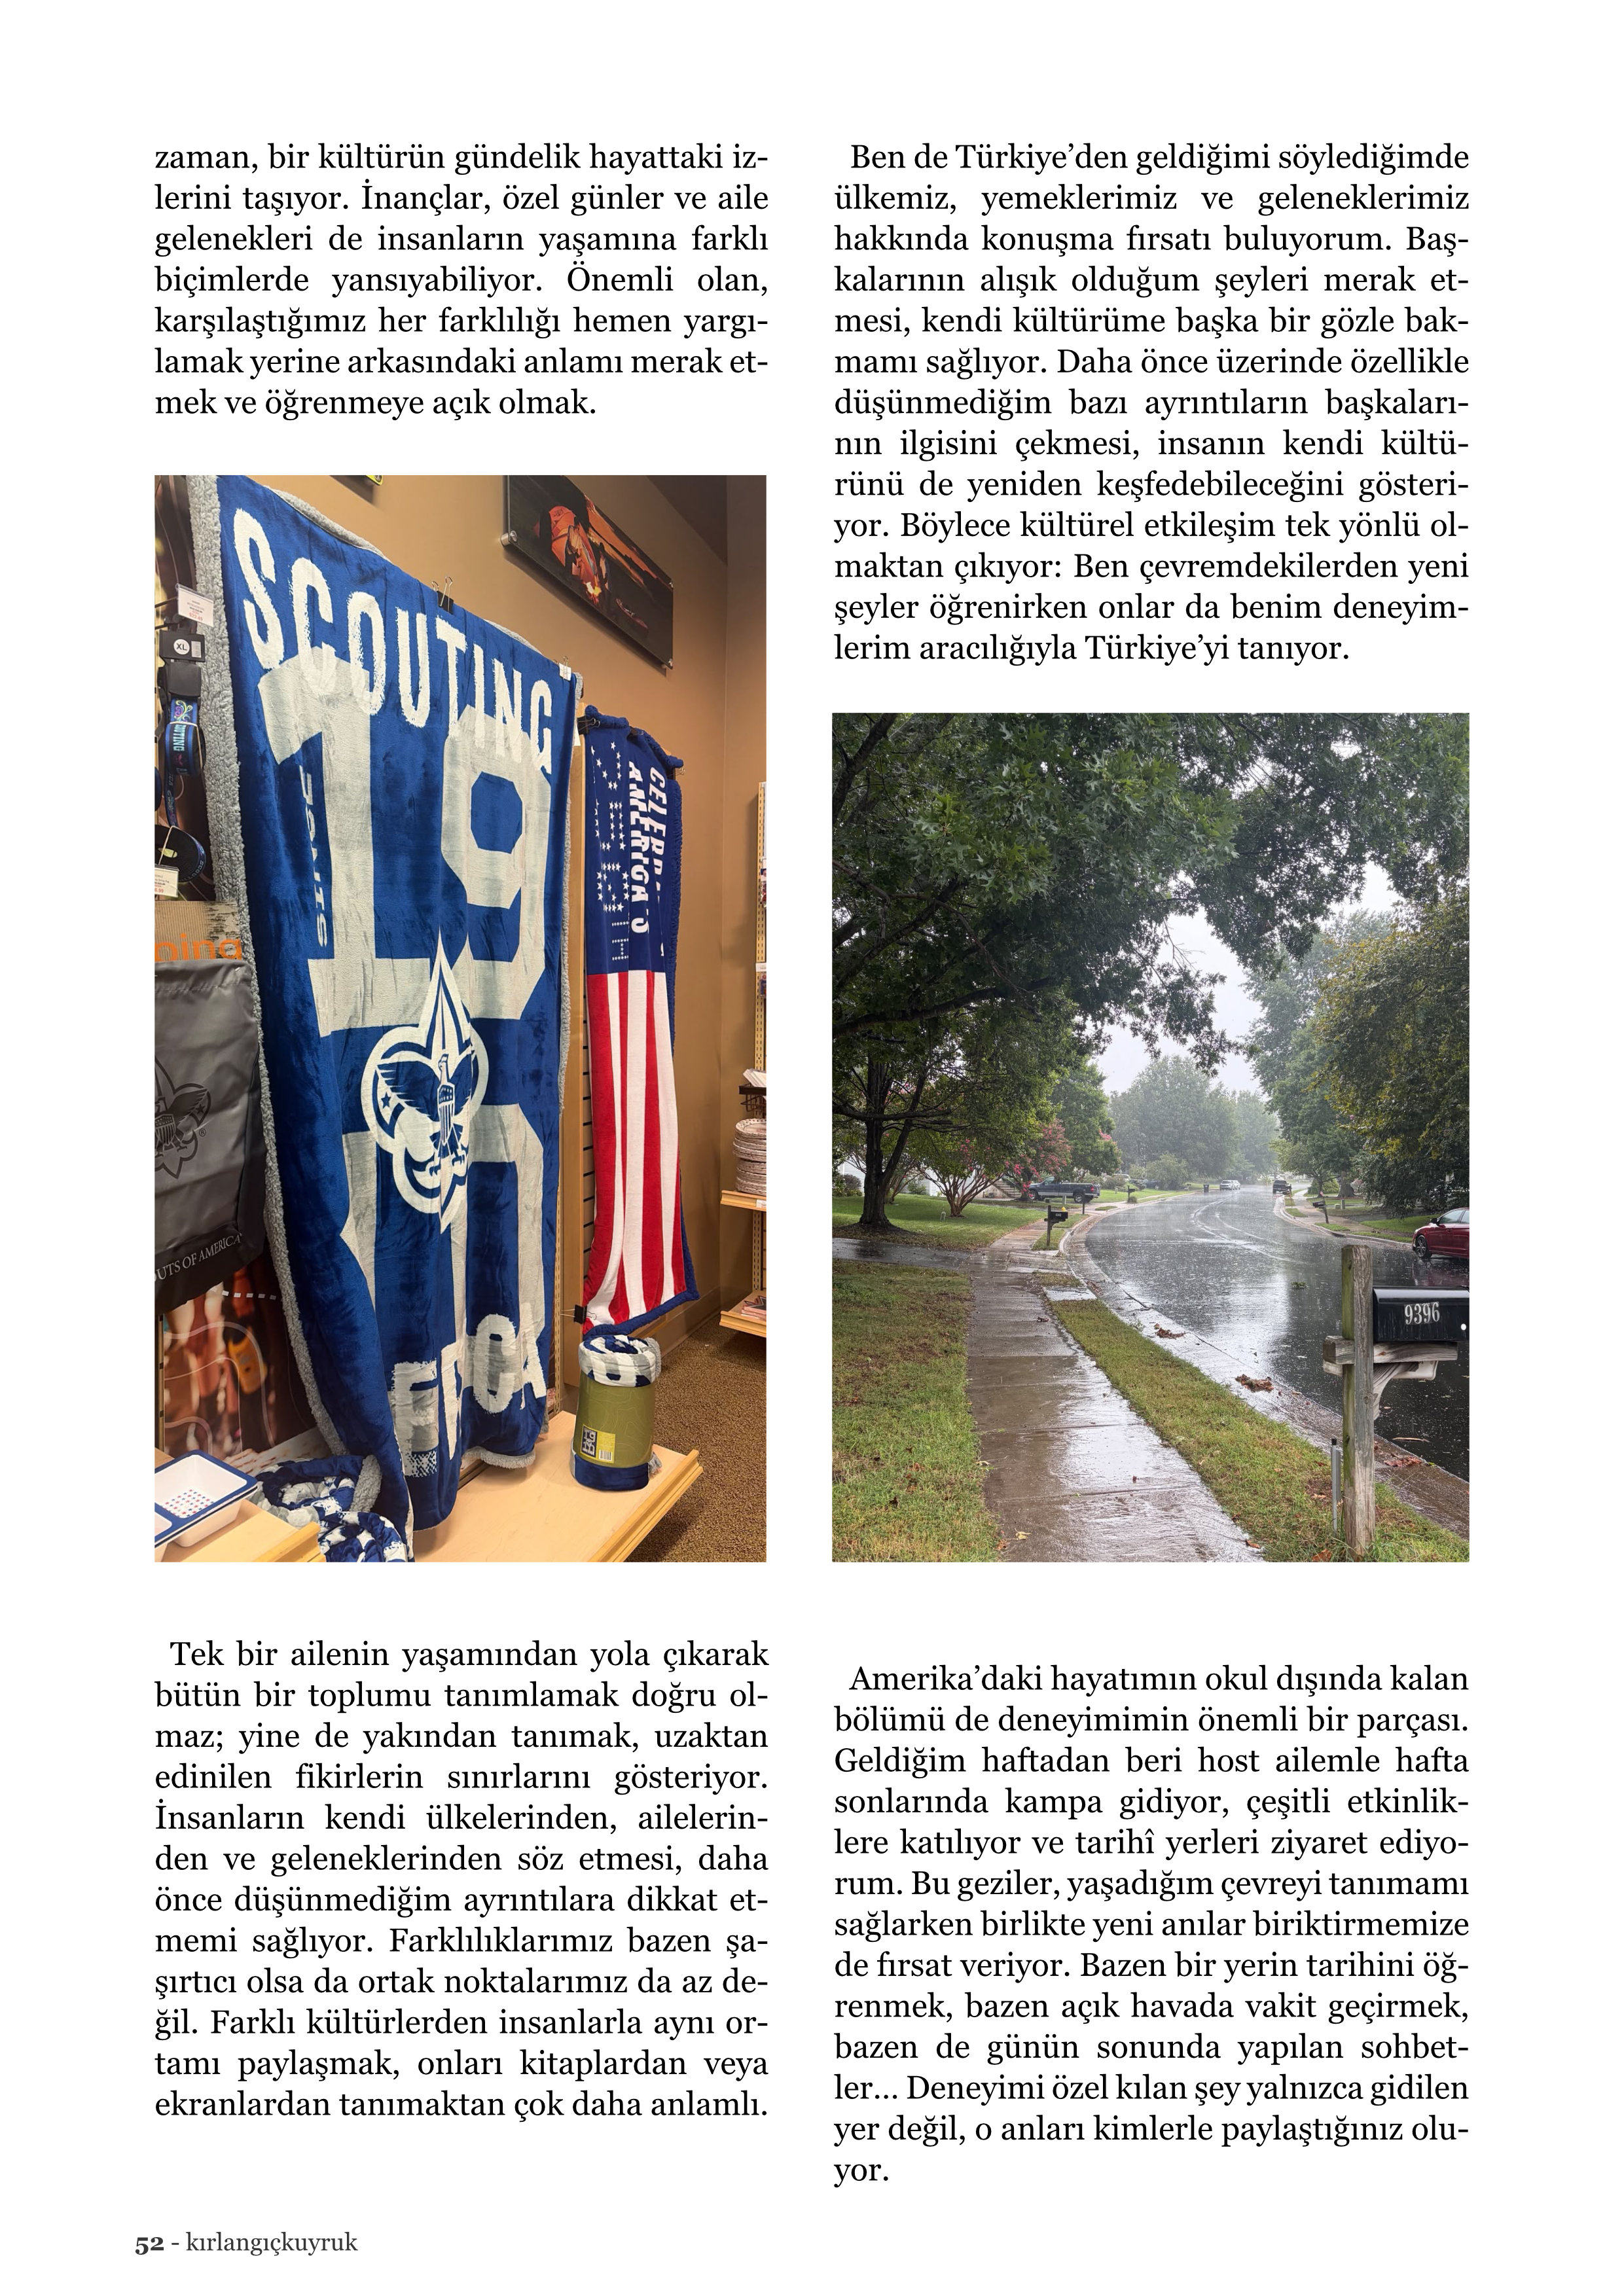 zaman, bir kültürün gündelik hayattaki iz-
lerini taşıyor. İnançlar, özel günler ve aile
gelenekleri de insanların yaşamına farklı
biçimlerde yansıyabiliyor. Önemli olan,
karşılaştığımız her farklılığı hemen yargı-
lamak yerine arkasındaki anlamı merak et-
mek ve öğrenmeye açık olmak.
SCOUTING
19
XL
AMERICA'S
UTS OF AMERICA
Tek bir ailenin yaşamından yola çıkarak
bütün bir toplumu tanımlamak doğru ol-
maz; yine de yakından tanımak, uzaktan
edinilen fikirlerin sınırlarını gösteriyor.
İnsanların kendi ülkelerinden, ailelerin-
den ve geleneklerinden söz etmesi, daha
önce düşünmediğim ayrıntılara dikkat et-
memi sağlıyor. Farklılıklarımız bazen şa-
şırtıcı olsa da ortak noktalarımız da az de-
ğil. Farklı kültürlerden insanlarla aynı or-
tamı paylaşmak, onları kitaplardan veya
ekranlardan tanımaktan çok daha anlamlı.
Ben de Türkiye’den geldiğimi söylediğimde
ülkemiz, yemeklerimiz ve geleneklerimiz
hakkında konuşma fırsatı buluyorum. Baş-
kalarının alışık olduğum şeyleri merak et-
mesi, kendi kültürüme başka bir gözle bak-
mamı sağlıyor. Daha önce üzerinde özellikle
düşünmediğim bazı ayrıntıların başkaları-
nın ilgisini çekmesi, insanın kendi kültü-
rünü de yeniden keşfedebileceğini gösteri-
yor. Böylece kültürel etkileşim tek yönlü ol-
maktan çıkıyor: Ben çevremdekilerden yeni
şeyler öğrenirken onlar da benim deneyim-
lerim aracılığıyla Türkiye’yi tanıyor.
9396
Amerika’daki hayatımın okul dışında kalan
bölümü de deneyimimin önemli bir parçası.
Geldiğim haftadan beri host ailemle hafta
sonlarında kampa gidiyor, çeşitli etkinlik-
lere katılıyor ve tarihî yerleri ziyaret ediyo-
rum. Bu geziler, yaşadığım çevreyi tanımamı
sağlarken birlikte yeni anılar biriktirmemize
de fırsat veriyor. Bazen bir yerin tarihini öğ-
renmek, bazen açık havada vakit geçirmek,
bazen de günün sonunda yapılan sohbet-
ler... Deneyimi özel kılan şey yalnızca gidilen
yer değil, o anları kimlerle paylaştığınız olu-
yor.
52 - kırlangıçkuyruk